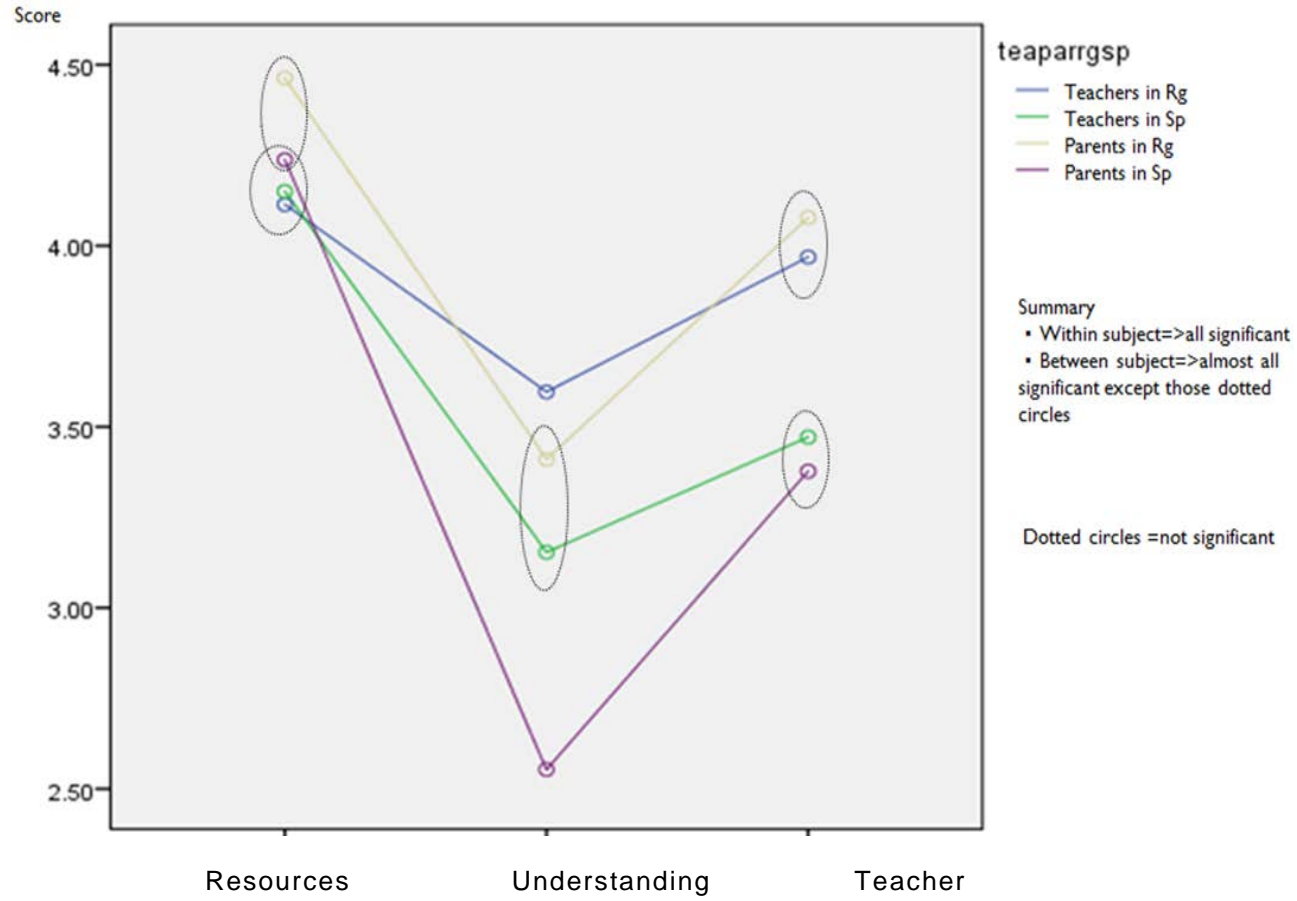 Score
4.50
4.00
3.50
3.00
2.50
Resources Understanding Teacher
teaparrgsp
Teachers in Rg
Teachers in Sp
Parents in Rg
Parents in Sp
Summary
▪ Within subject=>all significant
▪ Between subject=>almost all
significant except those dotted
circles
Dotted circles =not significant